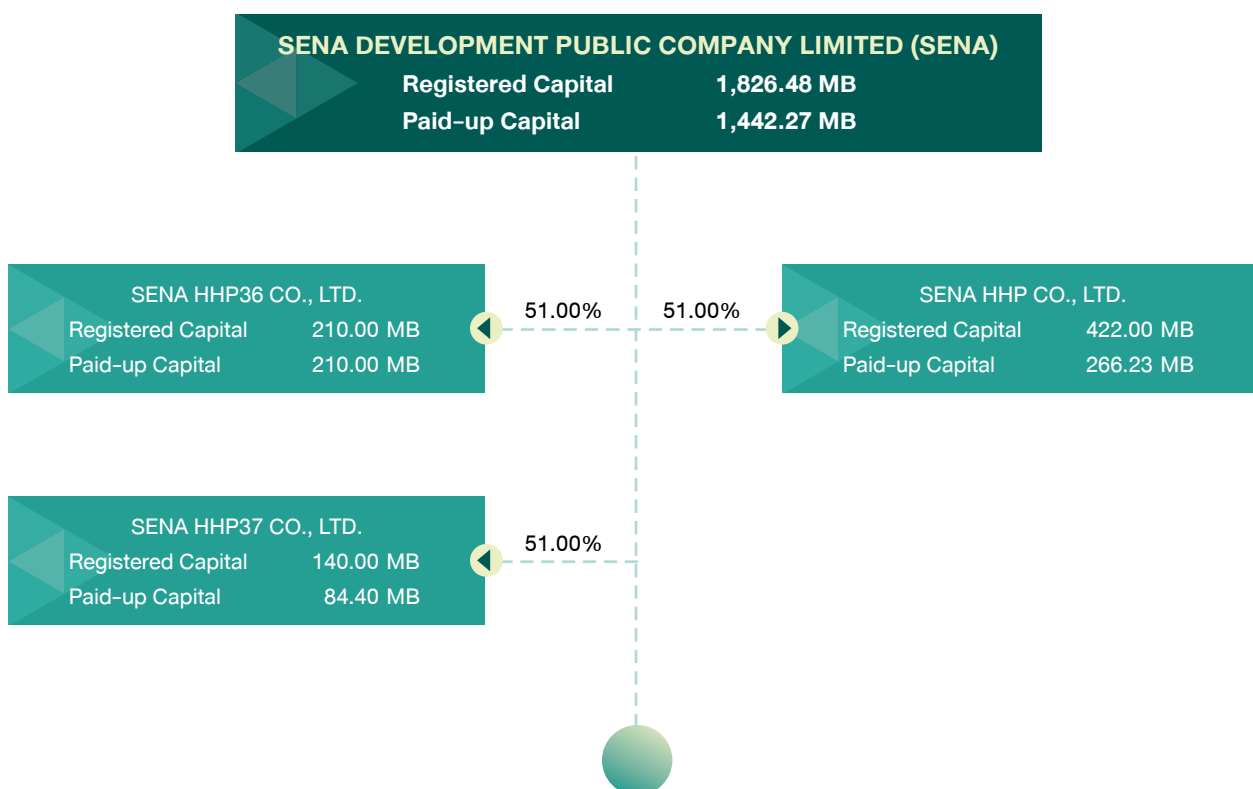 SENA DEVELOPMENT PUBLIC COMPANY LIMITED (SENA)
Registered Capital 1,826.48 MB
Paid-up Capital 1,442.27 MB
SENA HHP36 CO., LTD.
Registered Capital 210.00 MB
Paid-up Capital 210.00 MB
51.00%
51.00%
SENA HHP CO., LTD.
Registered Capital 422.00 MB
Paid-up Capital 266.23 MB
SENA HHP37 CO., LTD.
Registered Capital 140.00 MB
Paid-up Capital 84.40 MB
51.00%